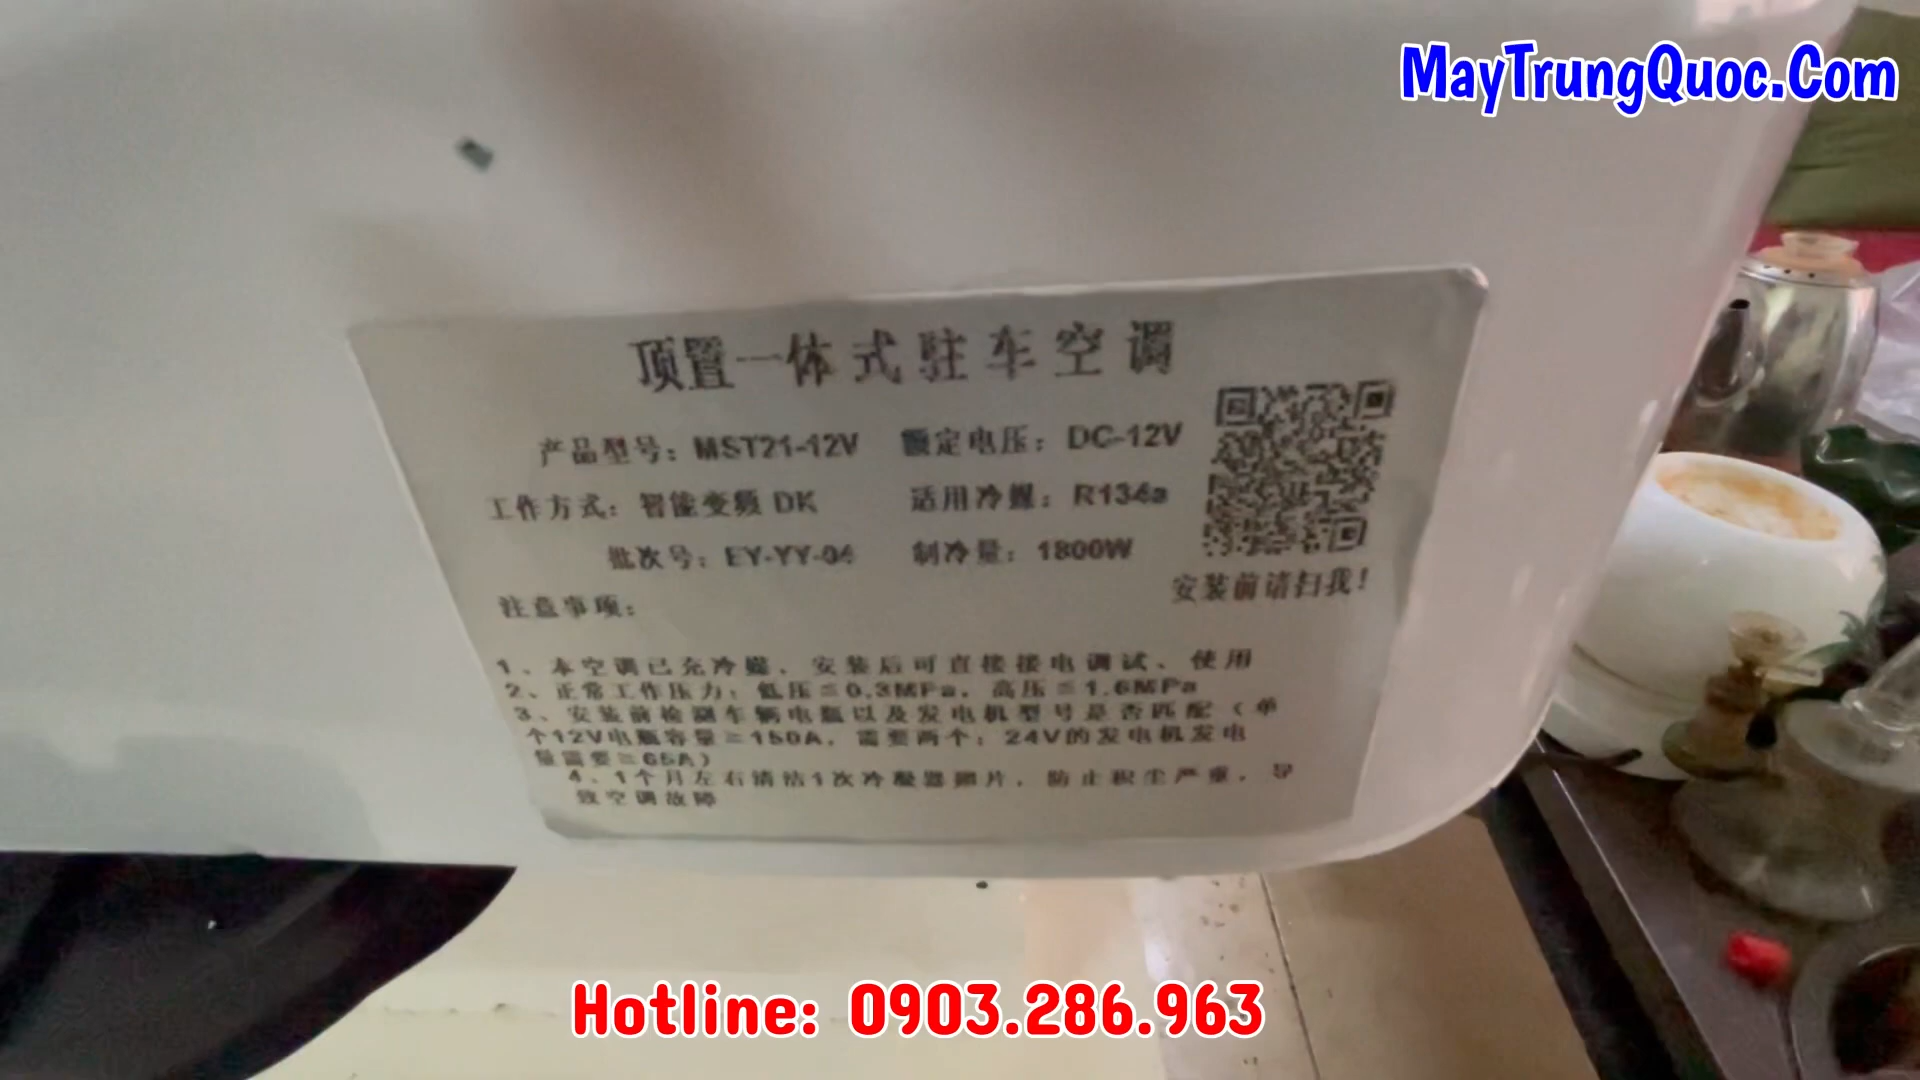 MayTrungQuoc.Com
顶置一体式驻车空调
产品型号：MST21-12V 额定电压：DC-12V
工作方式：智能变频 DK 适用冷媒：R134a
批次号：EY-YY-04 制冷量：1800W
安装前请扫我！
注意事项：
1、本空调已充冷媒、安装后可直接接电调试、使用
2、正常工作压力：低压≦0.3MPa，高压≦1.6MPa
3、安装前检测车辆电瓶以及发电机型号是否匹配（单
个12V电瓶容量≧150A，需要两个；24V的发电机发电
量需要≧65A）
4、1个月左右清洁1次冷凝器翅片，防止积尘严重，导
致空调故障
Hotline: 0903.286.963